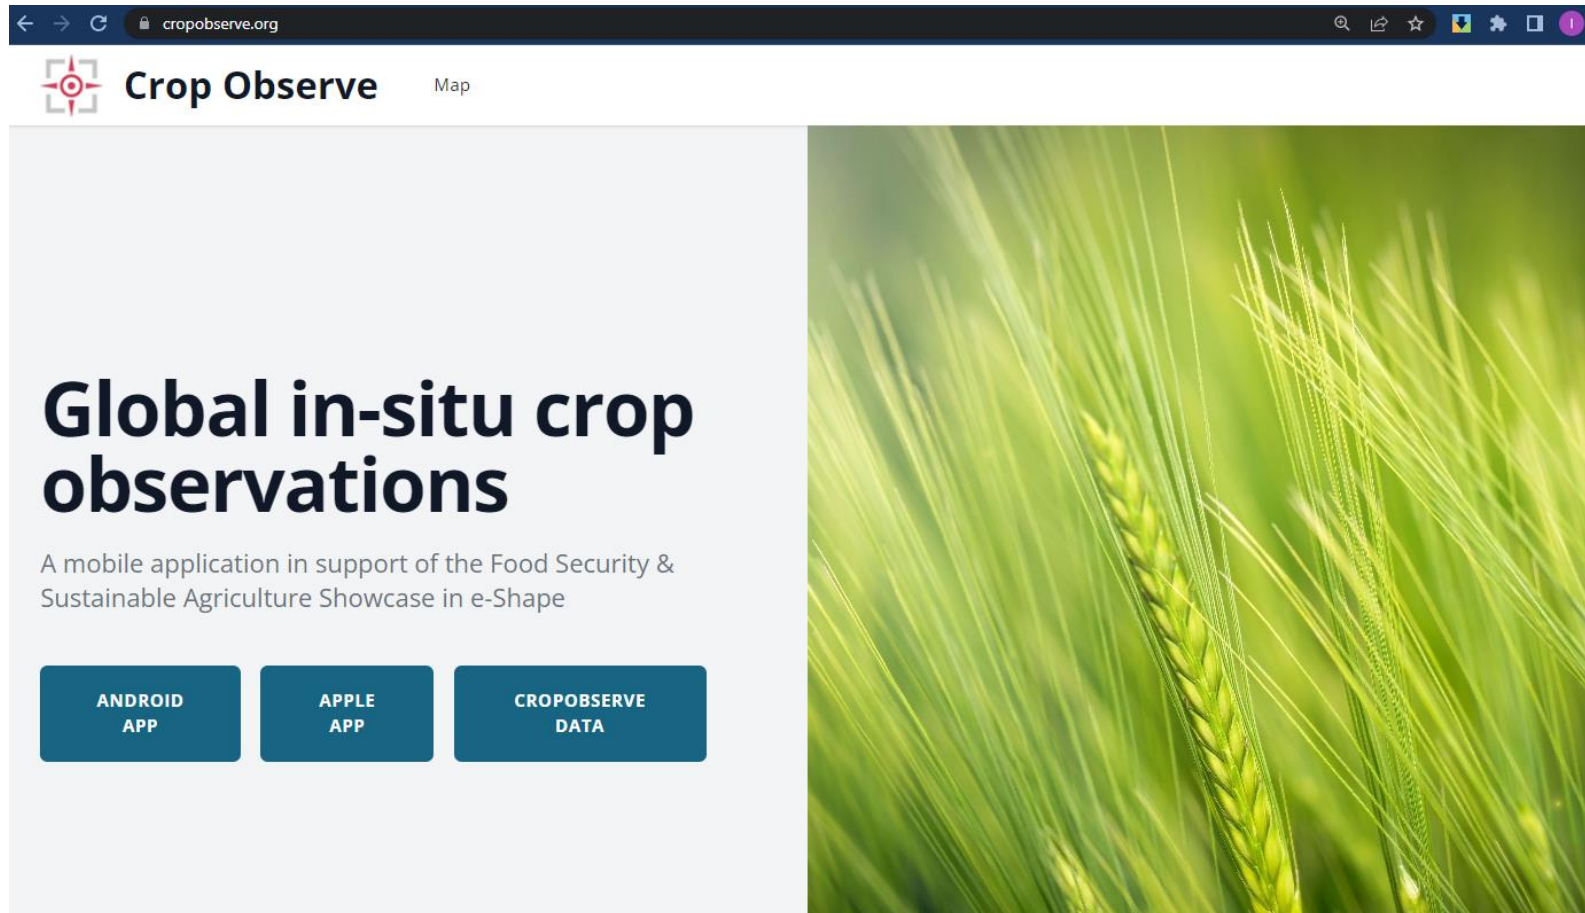 cropobserve.org
I
Crop Observe
Map
Global in-situ crop
observations
A mobile application in support of the Food Security &
Sustainable Agriculture Showcase in e-Shape
ANDROID
APP
APPLE
APP
CROPOBSERVE
DATA